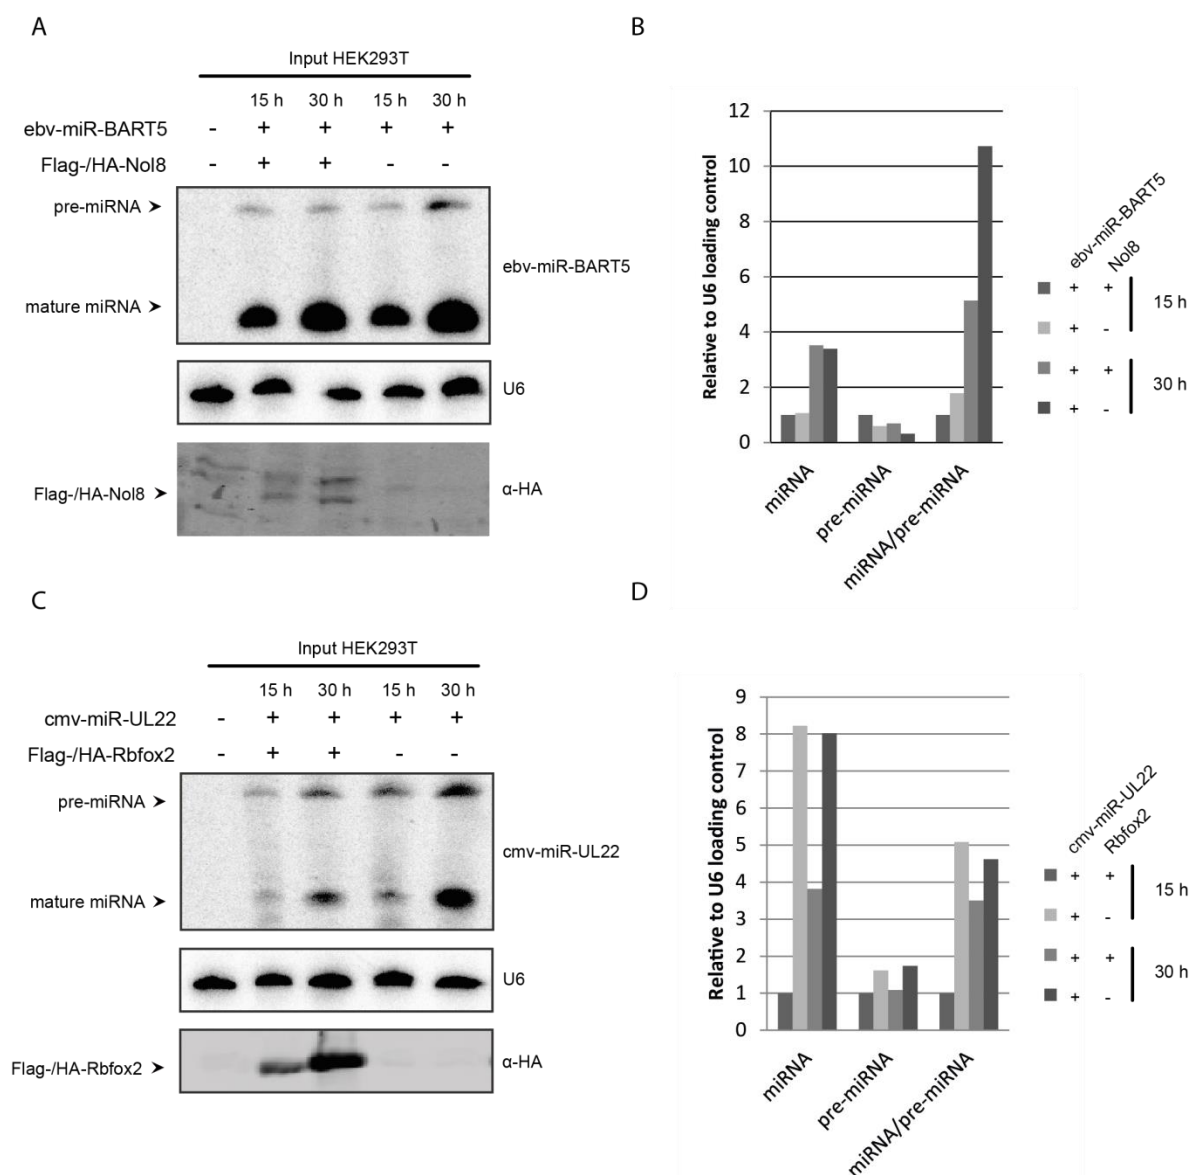 A
Input HEK293T
15 h 30 h 15 h 30 h
ebv-miR-BART5 - + + + +
Flag-/HA-Nol8 - + + - -
pre-miRNA ➤
mature miRNA ➤
ebv-miR-BART5
U6
Flag-/HA-Nol8 ➤
α-HA
B
Relative to U6 loading control
12
10
8
6
4
2
0
miRNA
pre-miRNA
miRNA/pre-miRNA
ebv-miR-BART5
Nol8
+ +
+ -
15 h
+ +
+ -
30 h
C
Input HEK293T
15 h 30 h 15 h 30 h
cmv-miR-UL22 - + + + +
Flag-/HA-Rbfox2 - + + - -
pre-miRNA ➤
mature miRNA ➤
cmv-miR-UL22
U6
Flag-/HA-Rbfox2 ➤
α-HA
D
Relative to U6 loading control
9
8
7
6
5
4
3
2
1
0
miRNA
pre-miRNA
miRNA/pre-miRNA
cmv-miR-UL22
Rbfox2
+ +
+ -
15 h
+ +
+ -
30 h